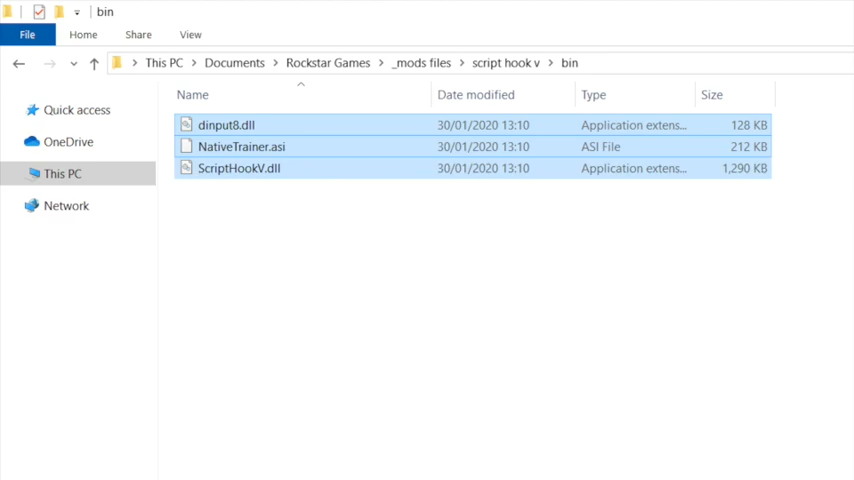 bin
File Home Share View
This PC Documents Rockstar Games _mods files script hook v bin
Name Date modified Type Size
Quick access
OneDrive
This PC
Network
dinput8.dll 30/01/2020 13:10 Application extens... 128 KB
NativeTrainer.asi 30/01/2020 13:10 ASI File 212 KB
ScriptHookV.dll 30/01/2020 13:10 Application extens... 1,290 KB